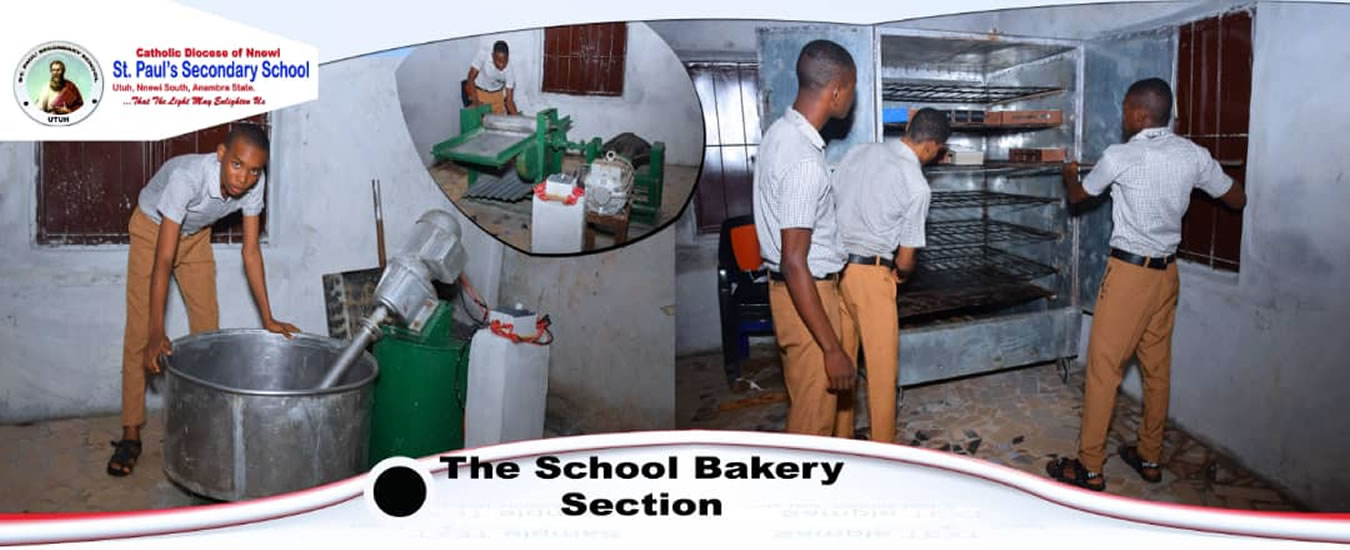 ST. PAUL SECONDARY SCHOOL
UTUH
Catholic Diocese of Nnewi
St. Paul's Secondary School
Utuh, Nnewi South, Anambra State.
...That The Light May Enlighten Us
The School Bakery
Section